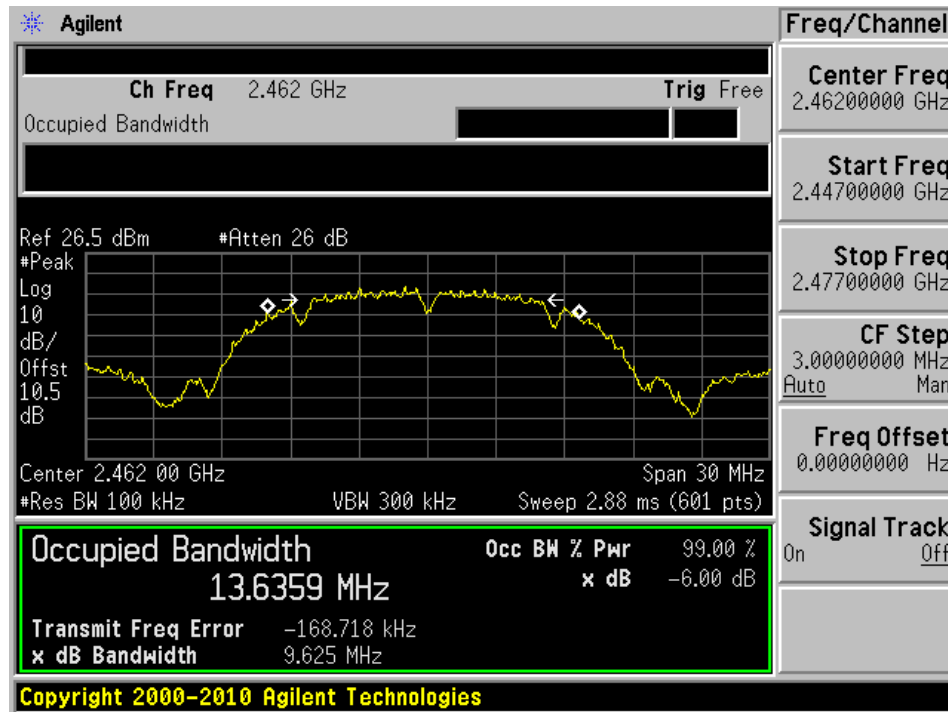 Agilent
Freq/Channel
Ch Freq 2.462 GHz Trig Free
Occupied Bandwidth
Center Freq
2.46200000 GHz
Start Freq
2.44700000 GHz
Stop Freq
2.47700000 GHz
CF Step
3.00000000 MHz
Auto Man
Freq Offset
0.00000000 Hz
Signal Track
On Off
Ref 26.5 dBm #Atten 26 dB
#Peak
Log
10
dB/
Offst
10.5
dB
Center 2.462 00 GHz Span 30 MHz
#Res BW 100 kHz VBW 300 kHz Sweep 2.88 ms (601 pts)
Occupied Bandwidth Occ BW % Pwr 99.00 %
13.6359 MHz x dB -6.00 dB
Transmit Freq Error -168.718 kHz
x dB Bandwidth 9.625 MHz
Copyright 2000-2010 Agilent Technologies